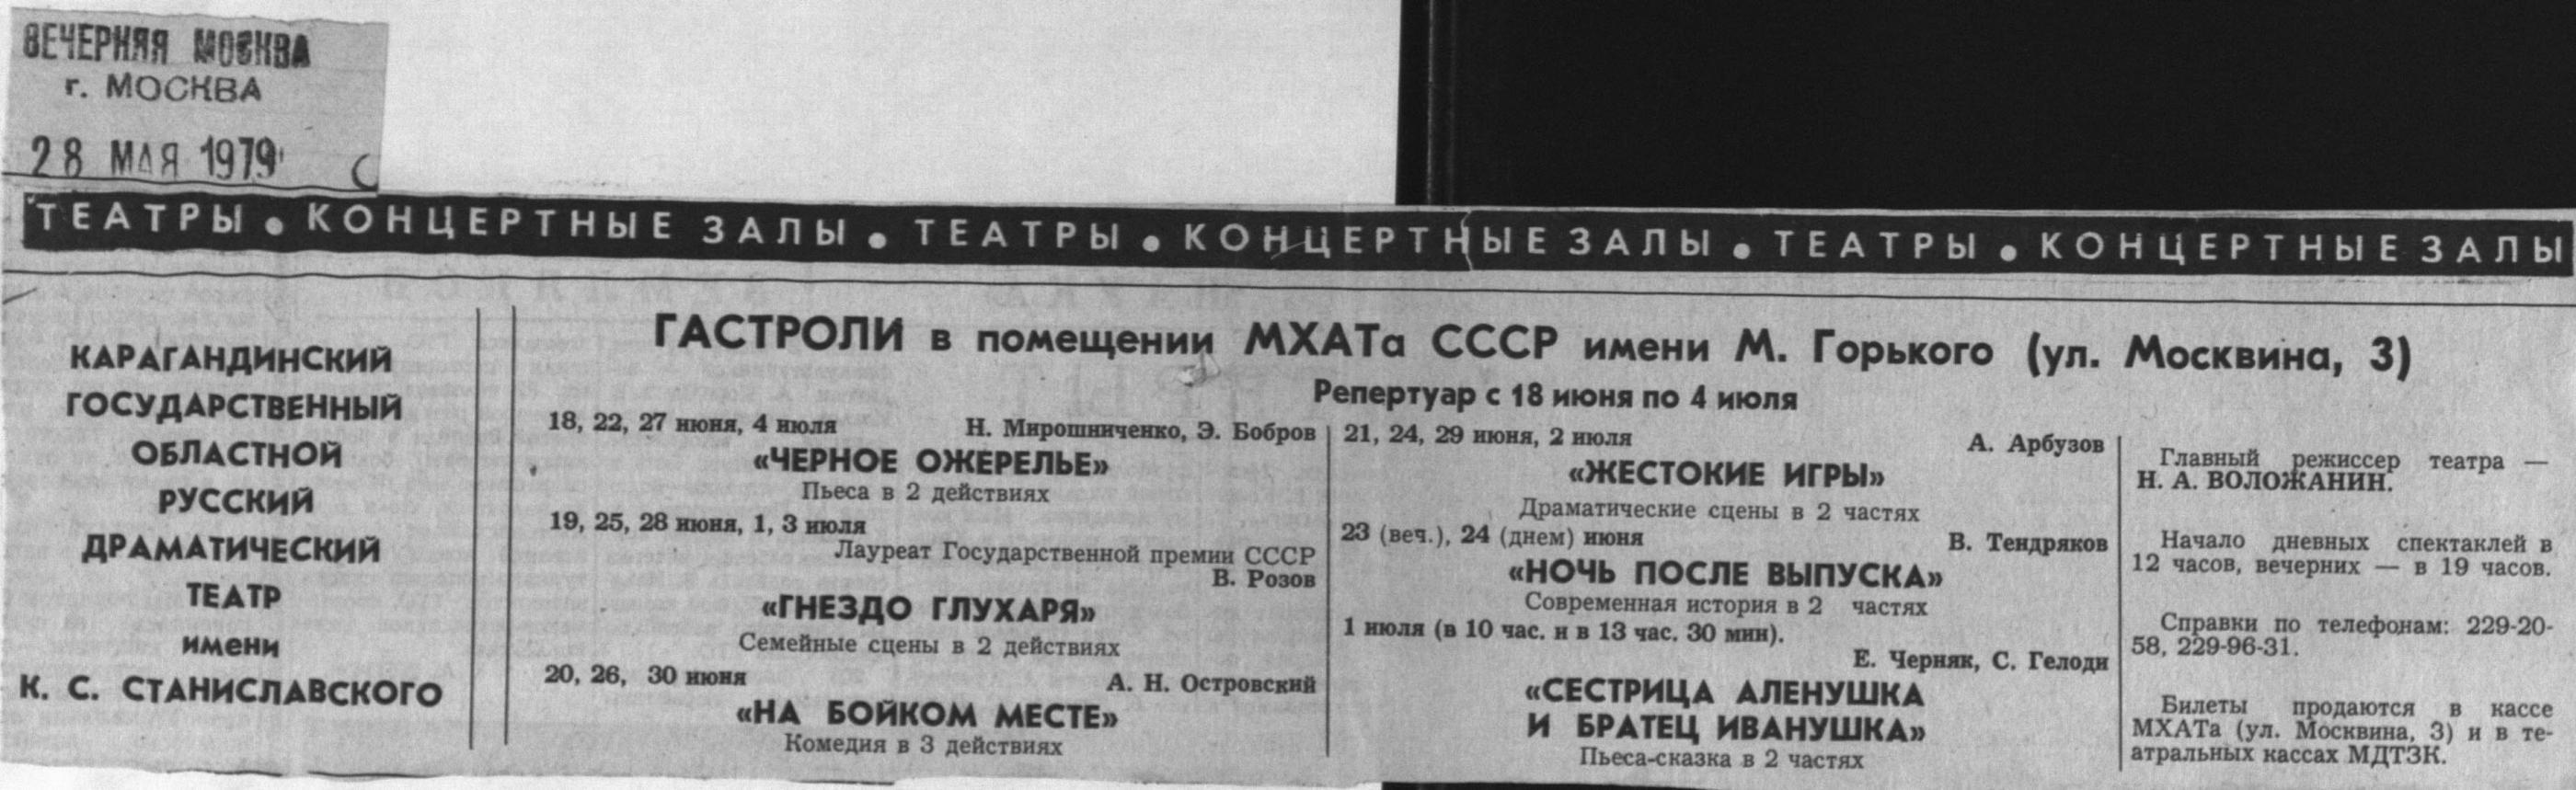 ВЕЧЕРНЯЯ МОСКВА
г. МОСКВА
28 МАЯ 1979
ТЕАТРЫ • КОНЦЕРТНЫЕ ЗАЛЫ • ТЕАТРЫ • КОНЦЕРТНЫЕ ЗАЛЫ • ТЕАТРЫ • КОНЦЕРТНЫЕ ЗАЛЫ
КАРАГАНДИНСКИЙ
ГОСУДАРСТВЕННЫЙ
ОБЛАСТНОЙ
РУССКИЙ
ДРАМАТИЧЕСКИЙ
ТЕАТР
имени
К. С. СТАНИСЛАВСКОГО
ГАСТРОЛИ в помещении МХАТа СССР имени М. Горького (ул. Москвина, 3)
Репертуар с 18 июня по 4 июля
18, 22, 27 июня, 4 июля Н. Мирошниченко, Э. Бобров
«ЧЕРНОЕ ОЖЕРЕЛЬЕ»
Пьеса в 2 действиях
19, 25, 28 июня, 1, 3 июля
Лауреат Государственной премии СССР
В. Розов
«ГНЕЗДО ГЛУХАРЯ»
Семейные сцены в 2 действиях
20, 26, 30 июня А. Н. Островский
«НА БОЙКОМ МЕСТЕ»
Комедия в 3 действиях
21, 24, 29 июня, 2 июля А. Арбузов
«ЖЕСТОКИЕ ИГРЫ»
Драматические сцены в 2 частях
23 (веч.), 24 (днем) июня В. Тендряков
«НОЧЬ ПОСЛЕ ВЫПУСКА»
Современная история в 2 частях
1 июля (в 10 час. и в 13 час. 30 мин).
Е. Черняк, С. Гелоди
«СЕСТРИЦА АЛЕНУШКА
И БРАТЕЦ ИВАНУШКА»
Пьеса-сказка в 2 частях
Главный режиссер театра —
Н. А. ВОЛОЖАНИН.
Начало дневных спектаклей в
12 часов, вечерних — в 19 часов.
Справки по телефонам: 229-20-
58, 229-96-31.
Билеты продаются в кассе
МХАТа (ул. Москвина, 3) и в те-
атральных кассах МДТЗК.